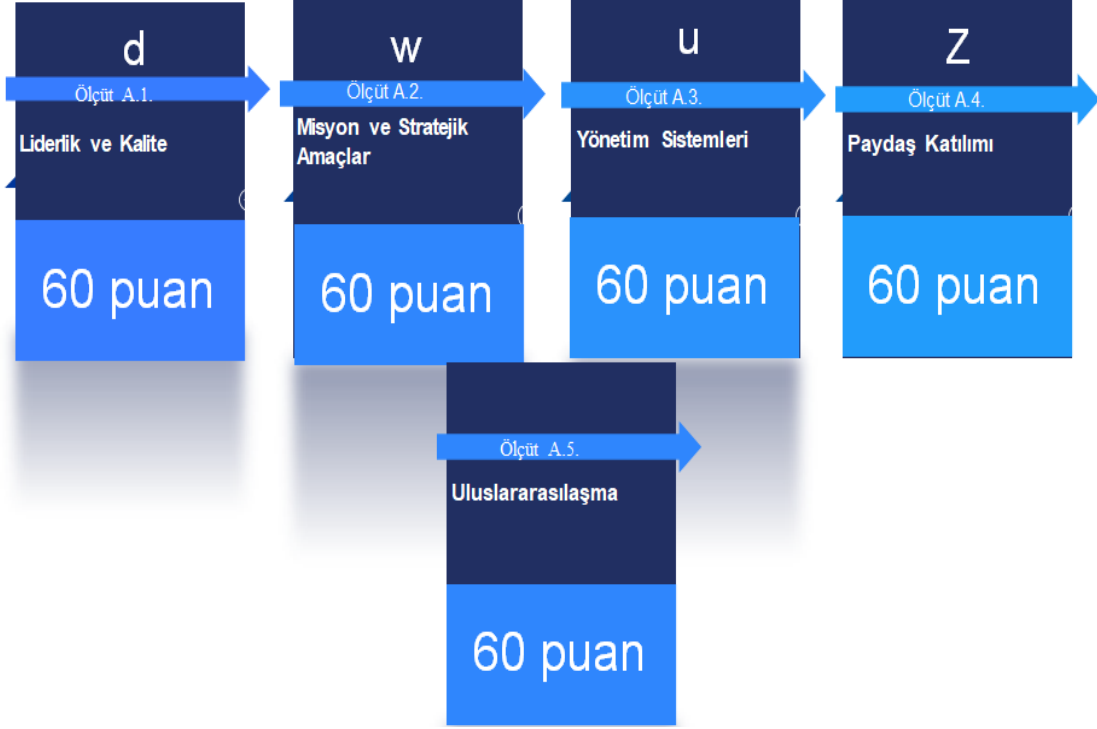 d
Ölçüt A.1.
Liderlik ve Kalite
60 puan
w
Ölçüt A.2.
Misyon ve Stratejik
Amaçlar
60 puan
u
Ölçüt A.3.
Yönetim Sistemleri
60 puan
Z
Ölçüt A.4.
Paydaş Katılımı
60 puan
Ölçüt A.5.
Uluslararasılaşma
60 puan